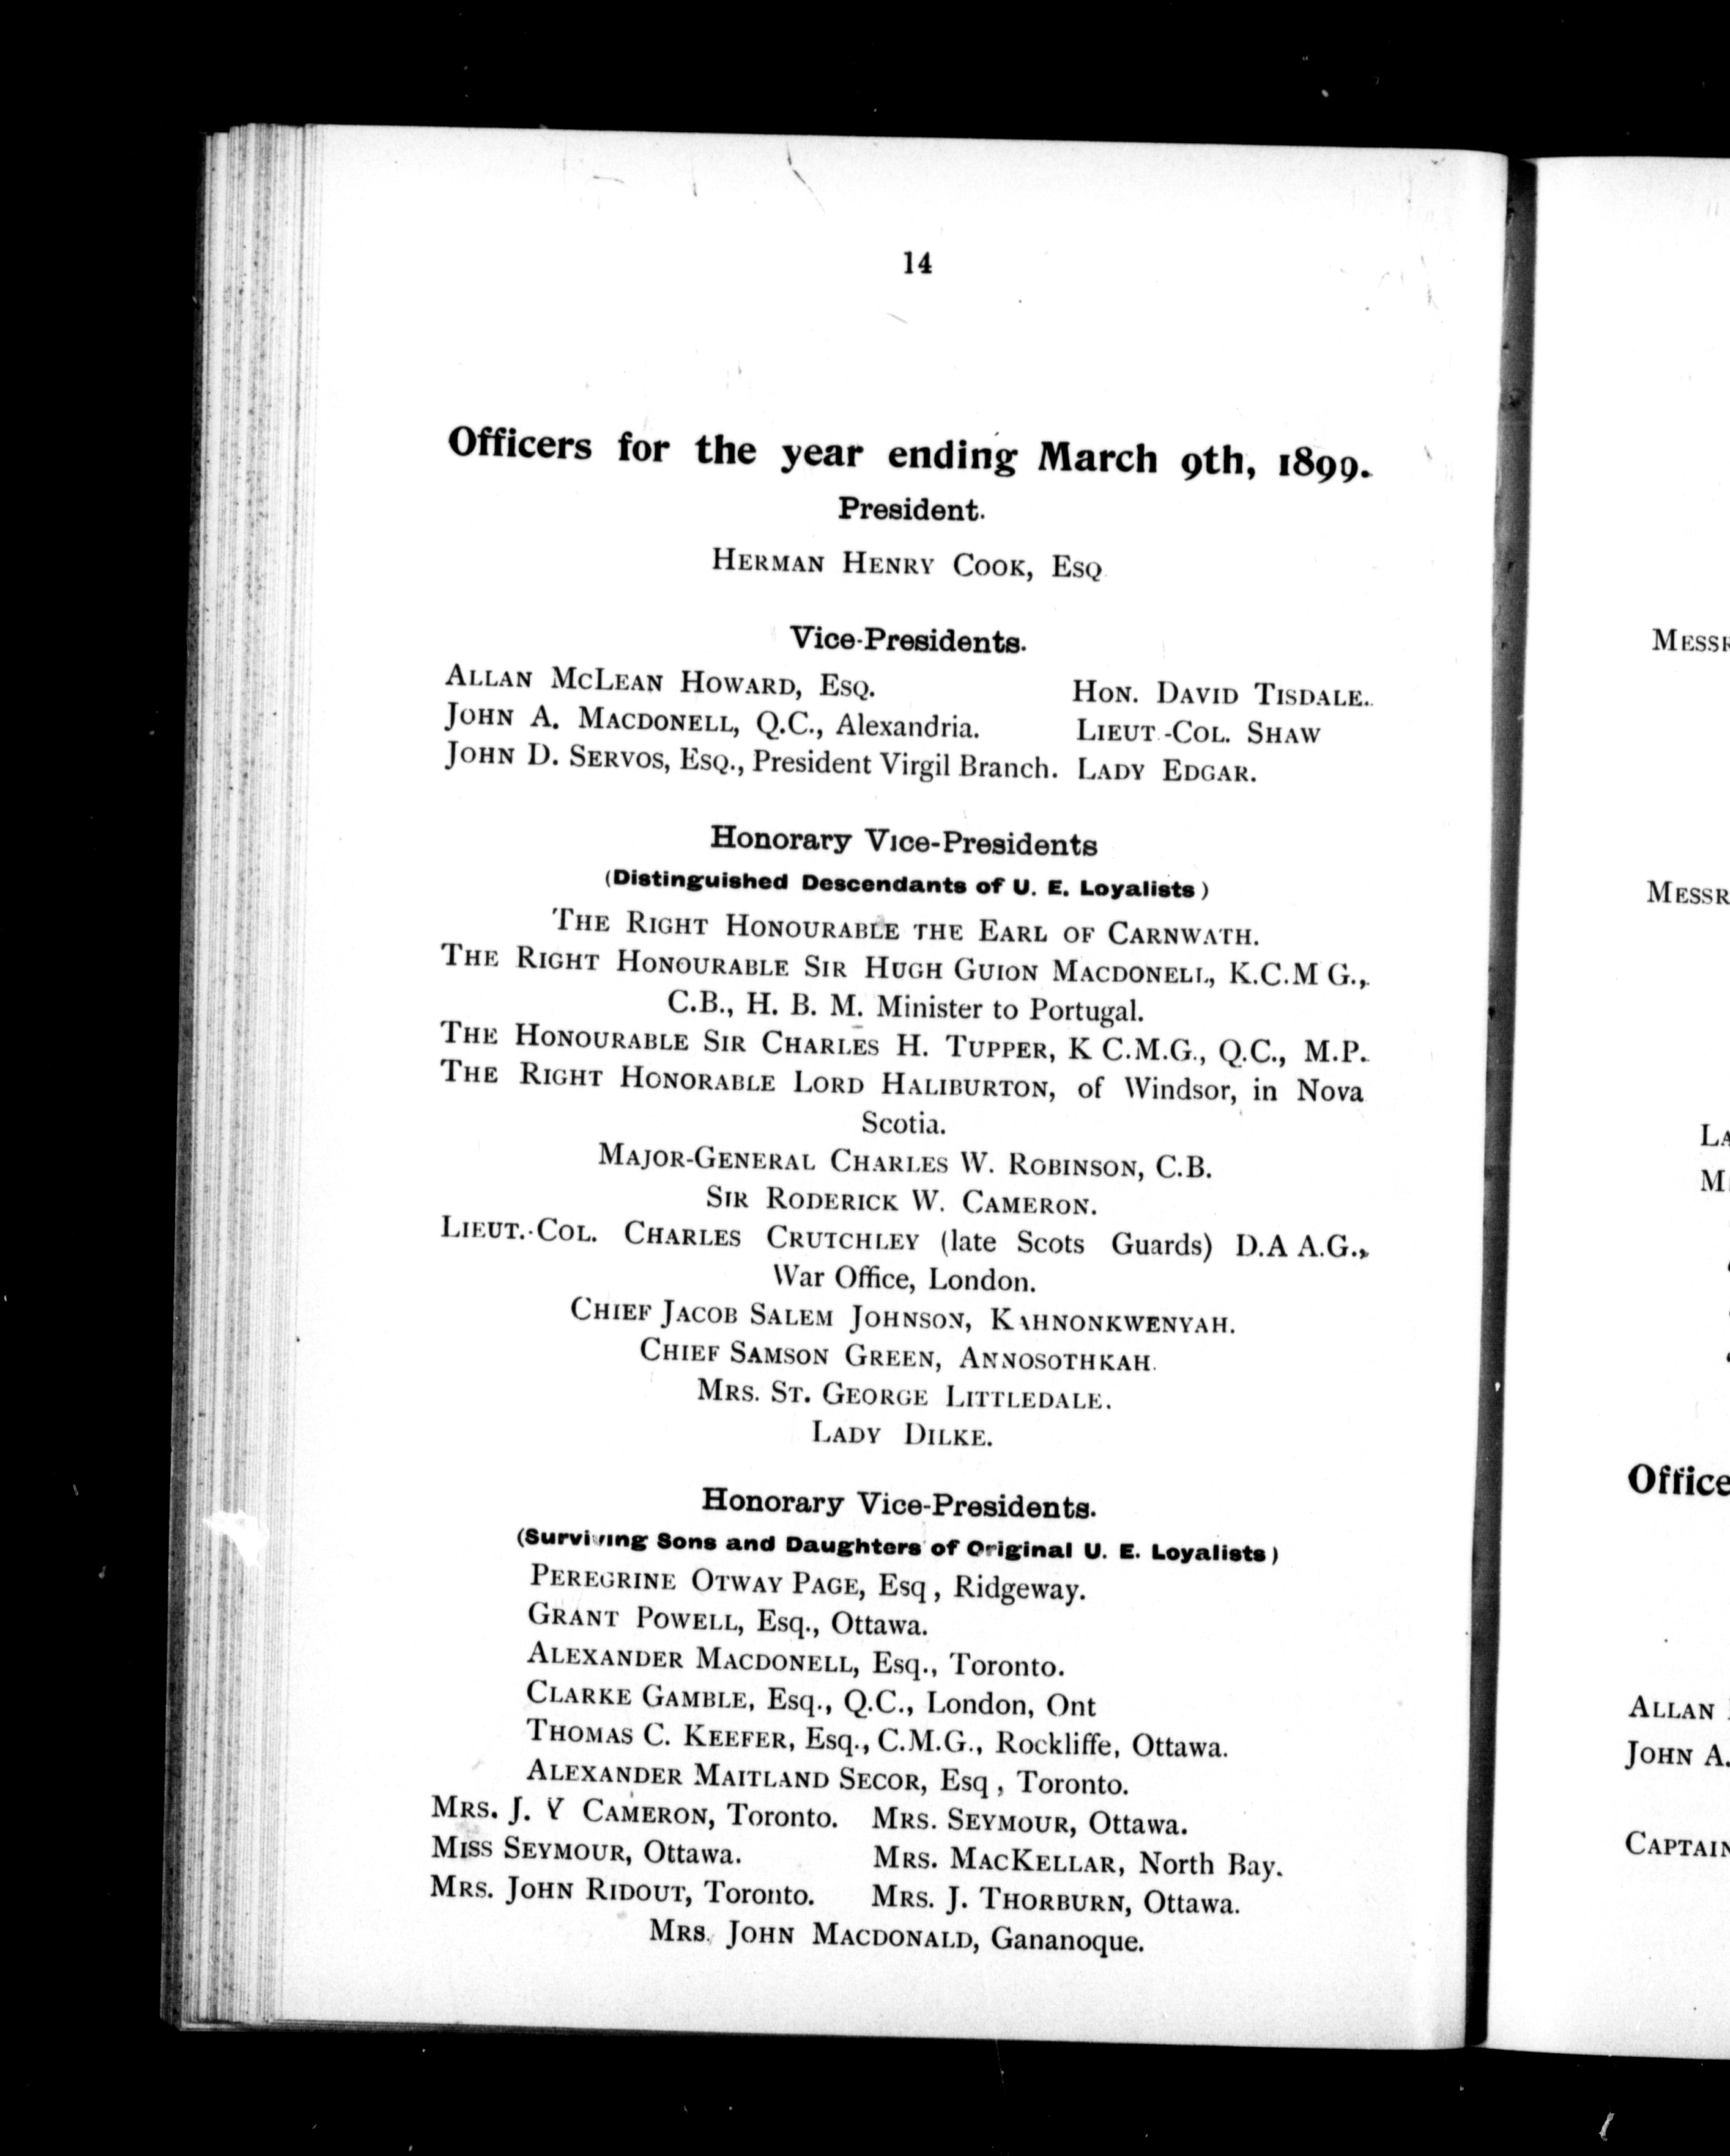 14
Officers for the year ending March 9th, 1899.
President.
HERMAN HENRY COOK, ESQ
Vice-Presidents.
ALLAN MCLEAN HOWARD, ESQ. HON. DAVID TISDALE.
JOHN A. MACDONELL, Q.C., Alexandria. LIEUT.-COL. SHAW
JOHN D. SERVOS, ESQ., President Virgil Branch. LADY EDGAR.
Honorary Vice-Presidents
(Distinguished Descendants of U. E. Loyalists)
THE RIGHT HONOURABLE THE EARL OF CARNWATH.
THE RIGHT HONOURABLE SIR HUGH GUION MACDONELL, K.C.M G.,
C.B., H. B. M. Minister to Portugal.
THE HONOURABLE SIR CHARLES H. TUPPER, K C.M.G., Q.C., M.P.
THE RIGHT HONORABLE LORD HALIBURTON, of Windsor, in Nova
Scotia.
MAJOR-GENERAL CHARLES W. ROBINSON, C.B.
SIR RODERICK W. CAMERON.
LIEUT.-COL. CHARLES CRUTCHLEY (late Scots Guards) D.A A.G.,
War Office, London.
CHIEF JACOB SALEM JOHNSON, KAHNONKWENYAH.
CHIEF SAMSON GREEN, ANNOSOTHKAH.
MRS. ST. GEORGE LITTLEDALE.
LADY DILKE.
Honorary Vice-Presidents.
(Surviving Sons and Daughters of Original U. E. Loyalists)
PEREGRINE OTWAY PAGE, Esq , Ridgeway.
GRANT POWELL, Esq., Ottawa.
ALEXANDER MACDONELL, Esq., Toronto.
CLARKE GAMBLE, Esq., Q.C., London, Ont
THOMAS C. KEEFER, Esq., C.M.G., Rockliffe, Ottawa.
ALEXANDER MAITLAND SECOR, Esq , Toronto.
MRS. J. Y CAMERON, Toronto. MRS. SEYMOUR, Ottawa.
MISS SEYMOUR, Ottawa. MRS. MACKELLAR, North Bay.
MRS. JOHN RIDOUT, Toronto. MRS. J. THORBURN, Ottawa.
MRS. JOHN MACDONALD, Gananoque.
ALLAN
JOHN A.